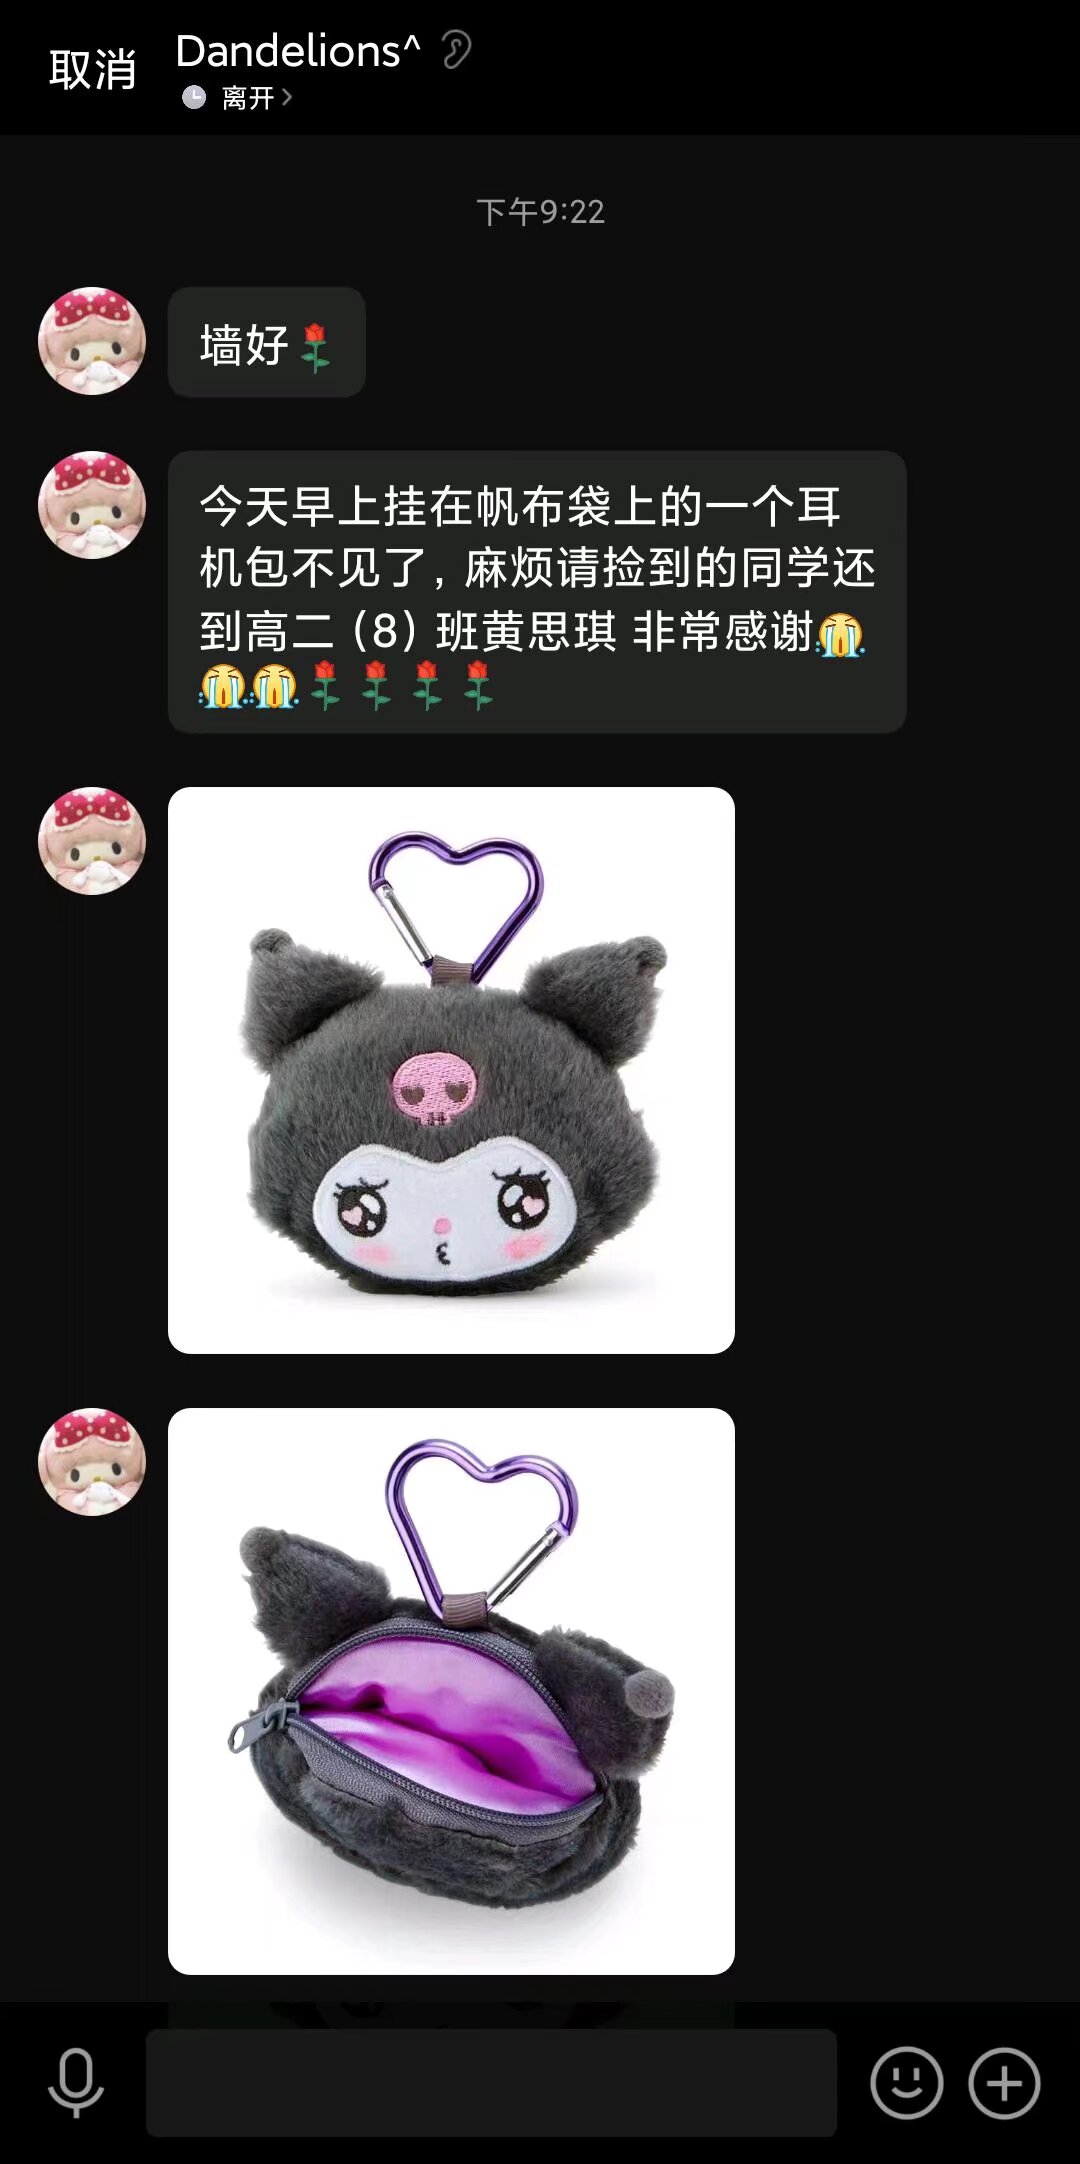 取消
Dandelions^
离开
下午9:22
墙好🌹
今天早上挂在帆布袋上的一个耳
机包不见了，麻烦请捡到的同学还
到高二（8）班黄思琪 非常感谢😭
😭😭🌹🌹🌹🌹